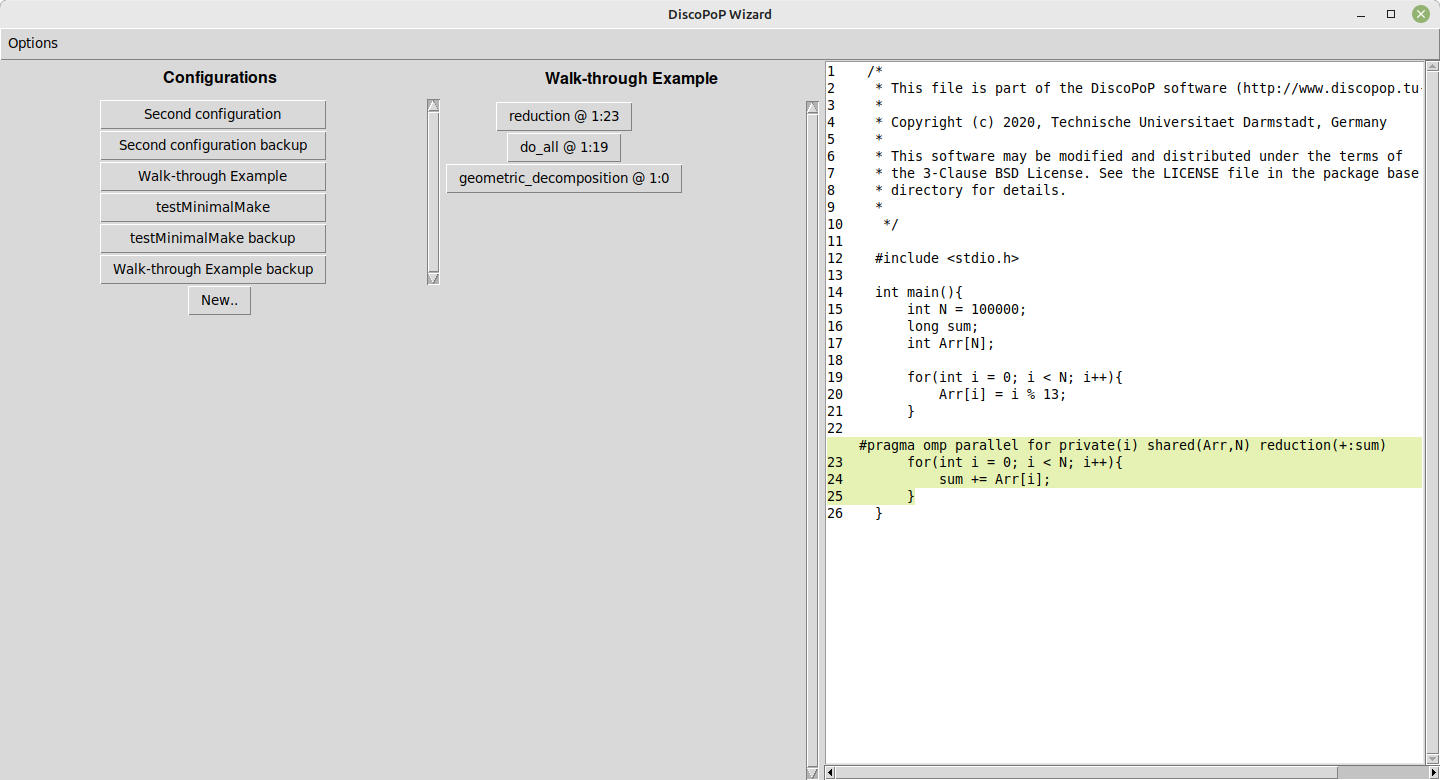 DiscoPoP Wizard
Options
Configurations
Second configuration
Second configuration backup
Walk-through Example
testMinimalMake
testMinimalMake backup
Walk-through Example backup
New..
Walk-through Example
reduction @ 1:23
do_all @ 1:19
geometric_decomposition @ 1:0
1 /*
2 * This file is part of the DiscoPoP software (http://www.discopop.tu-
3 *
4 * Copyright (c) 2020, Technische Universitaet Darmstadt, Germany
5 *
6 * This software may be modified and distributed under the terms of
7 * the 3-Clause BSD License. See the LICENSE file in the package base
8 * directory for details.
9 *
10 */
11
12 #include <stdio.h>
13
14 int main(){
15 int N = 100000;
16 long sum;
17 int Arr[N];
18
19 for(int i = 0; i < N; i++){
20 Arr[i] = i % 13;
21 }
22
#pragma omp parallel for private(i) shared(Arr,N) reduction(+:sum)
23 for(int i = 0; i < N; i++){
24 sum += Arr[i];
25 }
26 }